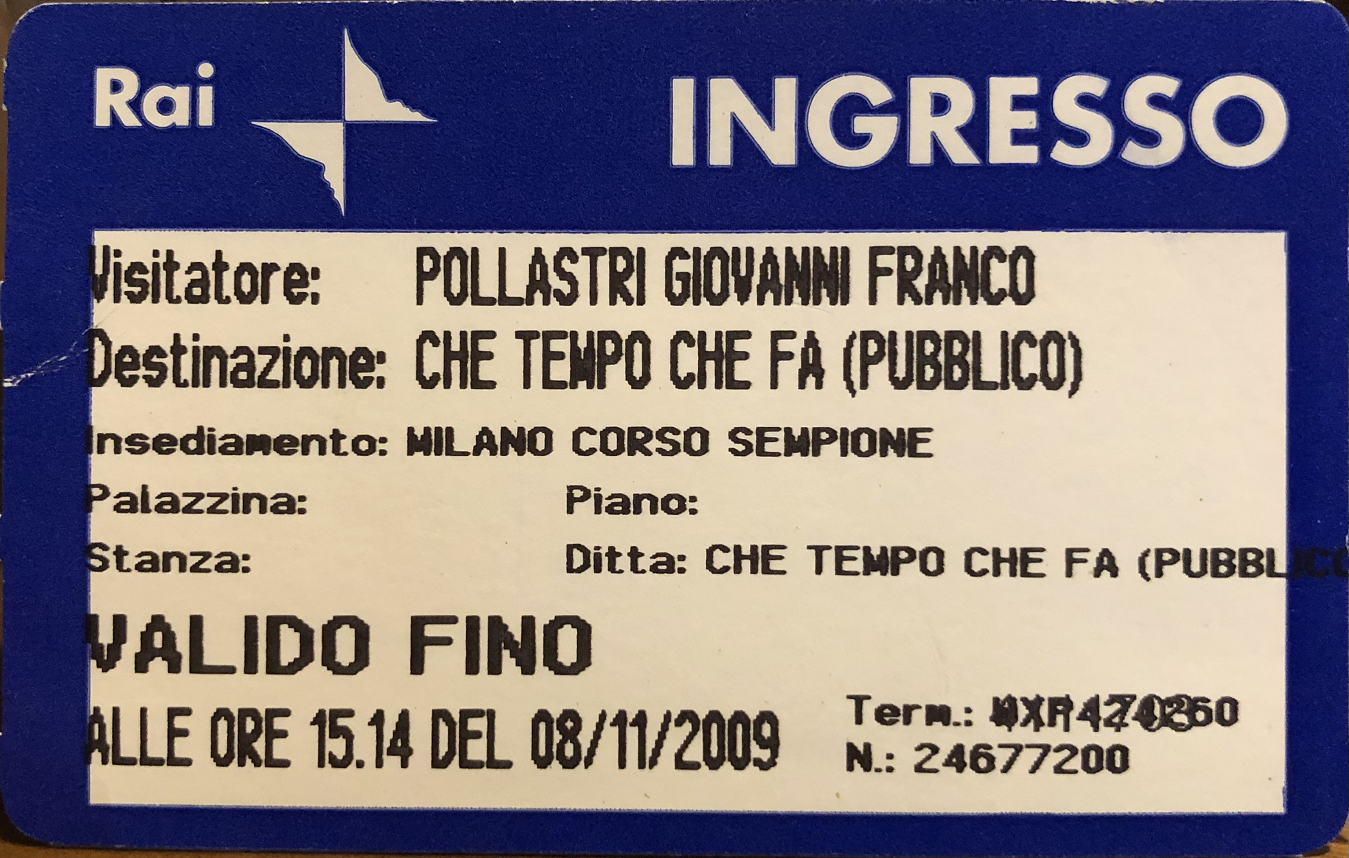 Rai INGRESSO
Visitatore: POLLASTRI GIOVANNI FRANCO
Destinazione: CHE TEMPO CHE FA (PUBBLICO)
Insediamento: MILANO CORSO SEMPIONE
Palazzina: Piano:
Stanza: Ditta: CHE TEMPO CHE FA (PUBBLICO
VALIDO FINO
ALLE ORE 15.14 DEL 08/11/2009
Term.:
N.: 24677200